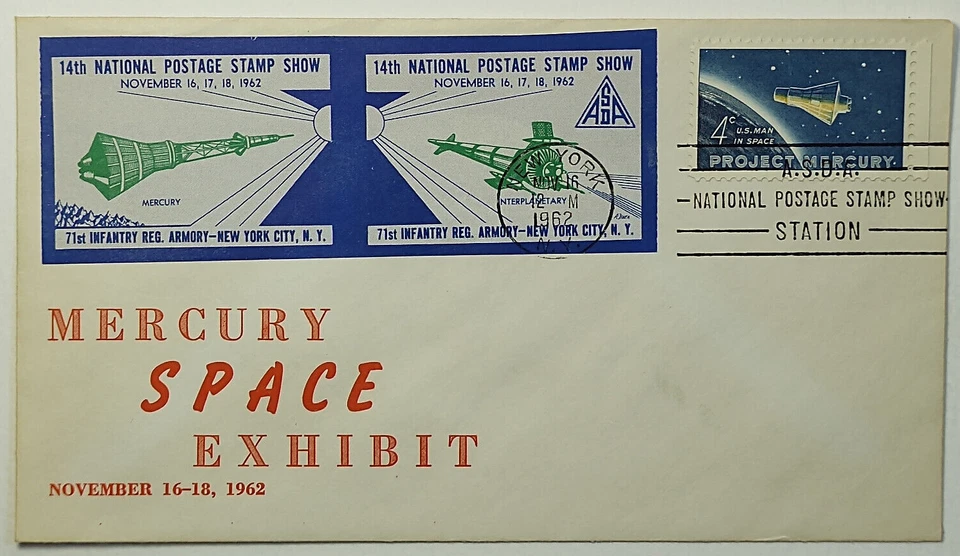 14th NATIONAL POSTAGE STAMP SHOW
NOVEMBER 16, 17, 18, 1962
MERCURY
71st INFANTRY REG. ARMORY—NEW YORK CITY, N. Y.
14th NATIONAL POSTAGE STAMP SHOW
NOVEMBER 16, 17, 18, 1962
ASDA
INTERPLANETARY
71st INFANTRY REG. ARMORY—NEW YORK CITY, N. Y.
NEW YORK
NOV 16
12 M
1962
N.Y.
4c U.S. MAN
IN SPACE
PROJECT MERCURY
A.S.D.A.
NATIONAL POSTAGE STAMP SHOW
STATION
MERCURY
SPACE
EXHIBIT
NOVEMBER 16–18, 1962